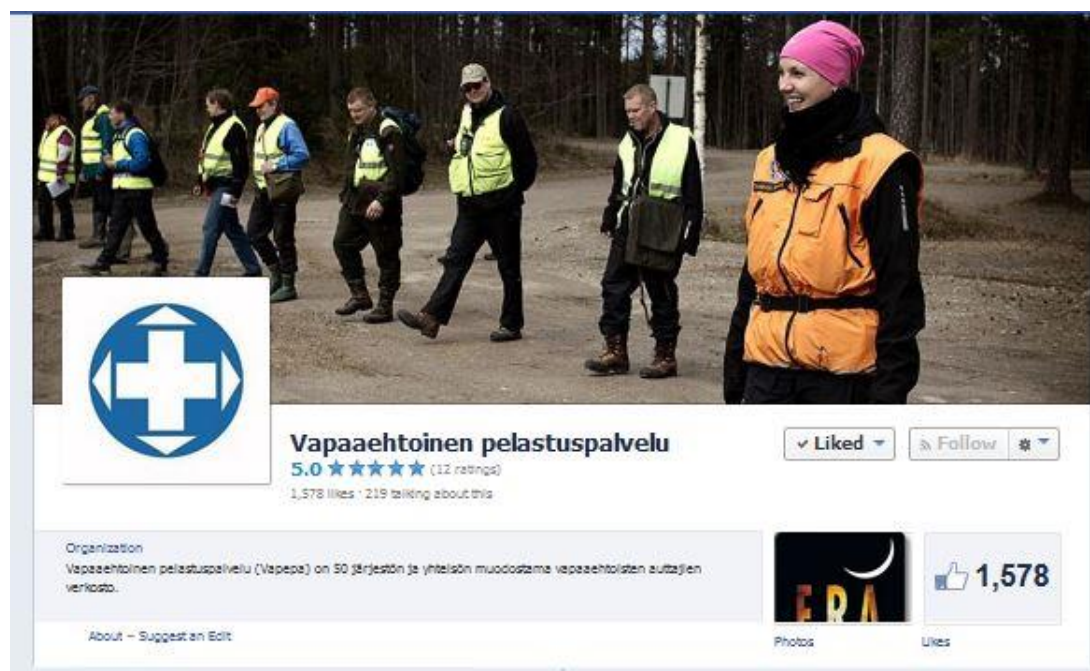 Vapaaehtoinen pelastuspalvelu
✔ Liked
Follow
5.0 ★★★★★ (12 ratings)
1,578 likes · 219 talking about this
Organization
Vapaaehtoinen pelastuspalvelu (Vapepa) on 50 järjestön ja yhteisön muodostama vapaaehtoisten auttajien
verkosto.
ERA
1,578
About – Suggest an Edit
Photos
Likes